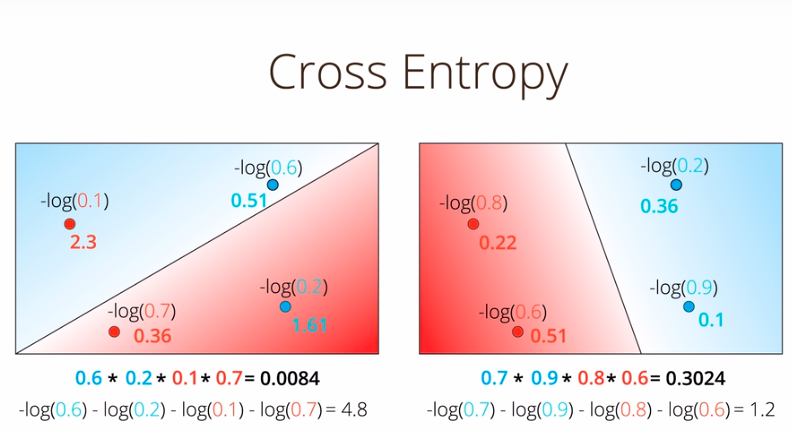 Cross Entropy
-log(0.6)
0.51
-log(0.1)
2.3
-log(0.2)
1.61
-log(0.7)
0.36
0.6 * 0.2 * 0.1 * 0.7 = 0.0084
-log(0.6) - log(0.2) - log(0.1) - log(0.7) = 4.8
-log(0.2)
0.36
-log(0.8)
0.22
-log(0.9)
0.1
-log(0.6)
0.51
0.7 * 0.9 * 0.8 * 0.6 = 0.3024
-log(0.7) - log(0.9) - log(0.8) - log(0.6) = 1.2